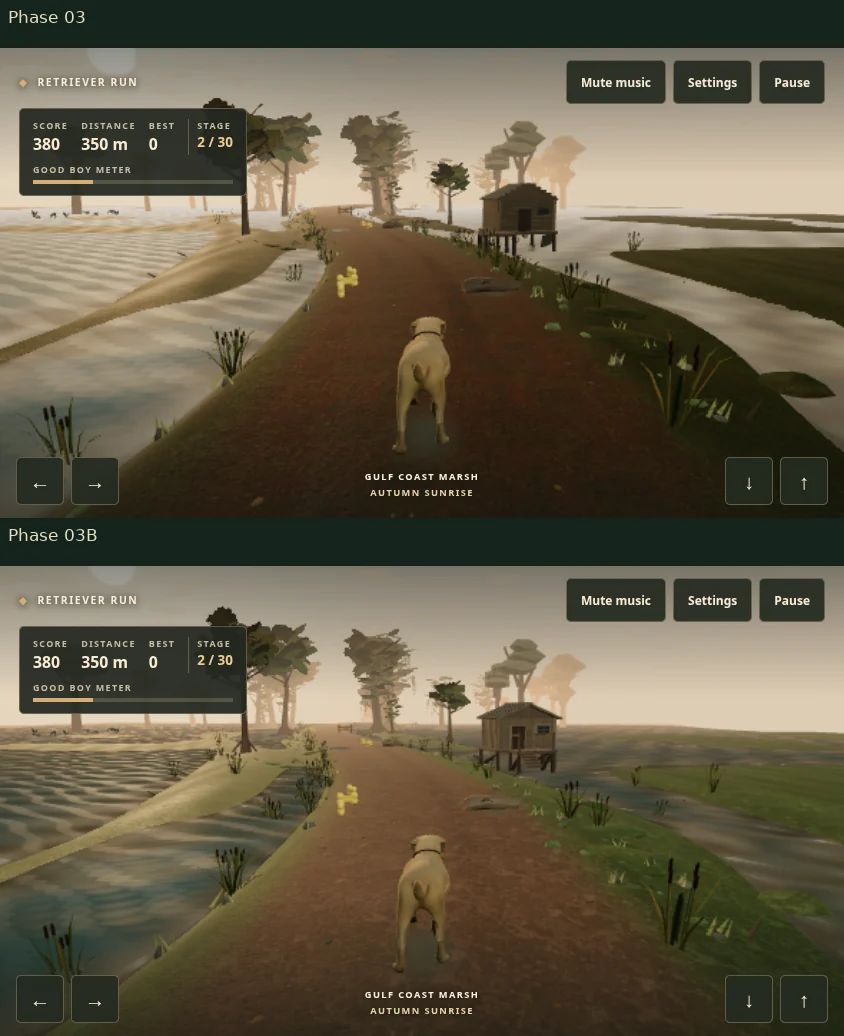 Phase 03
RETRIEVER RUN
Mute music
Settings
Pause
SCORE DISTANCE BEST STAGE
380 350 m 0 2 / 30
GOOD BOY METER
← → ↓ ↑
GULF COAST MARSH
AUTUMN SUNRISE
Phase 03B
RETRIEVER RUN
Mute music
Settings
Pause
SCORE DISTANCE BEST STAGE
380 350 m 0 2 / 30
GOOD BOY METER
← → ↓ ↑
GULF COAST MARSH
AUTUMN SUNRISE